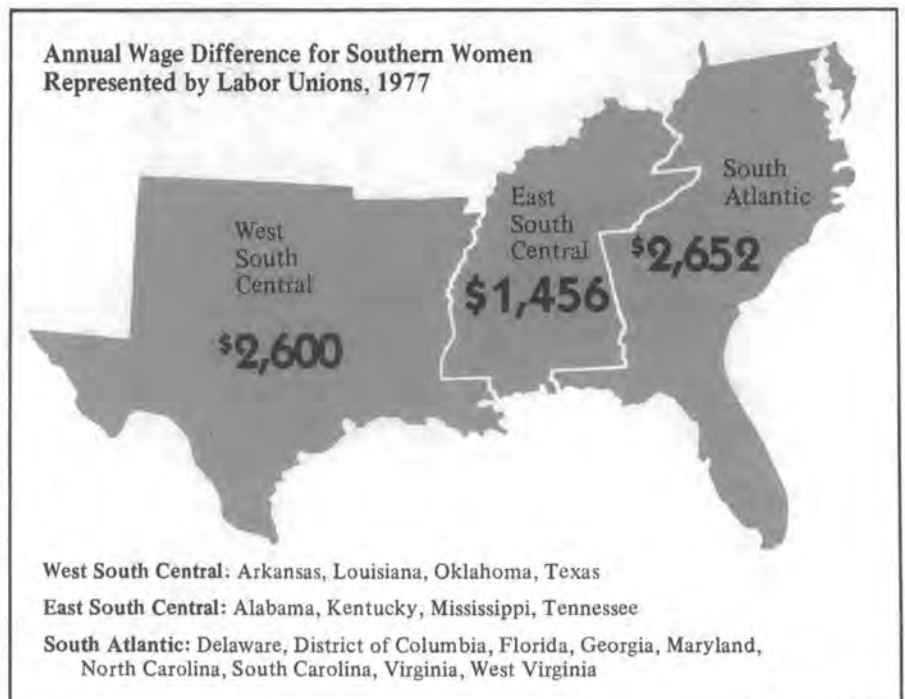 Annual Wage Difference for Southern Women
Represented by Labor Unions, 1977
West
South
Central
$2,600
East
South
Central
$1,456
South
Atlantic
$2,652
West South Central: Arkansas, Louisiana, Oklahoma, Texas
East South Central: Alabama, Kentucky, Mississippi, Tennessee
South Atlantic: Delaware, District of Columbia, Florida, Georgia, Maryland,
North Carolina, South Carolina, Virginia, West Virginia